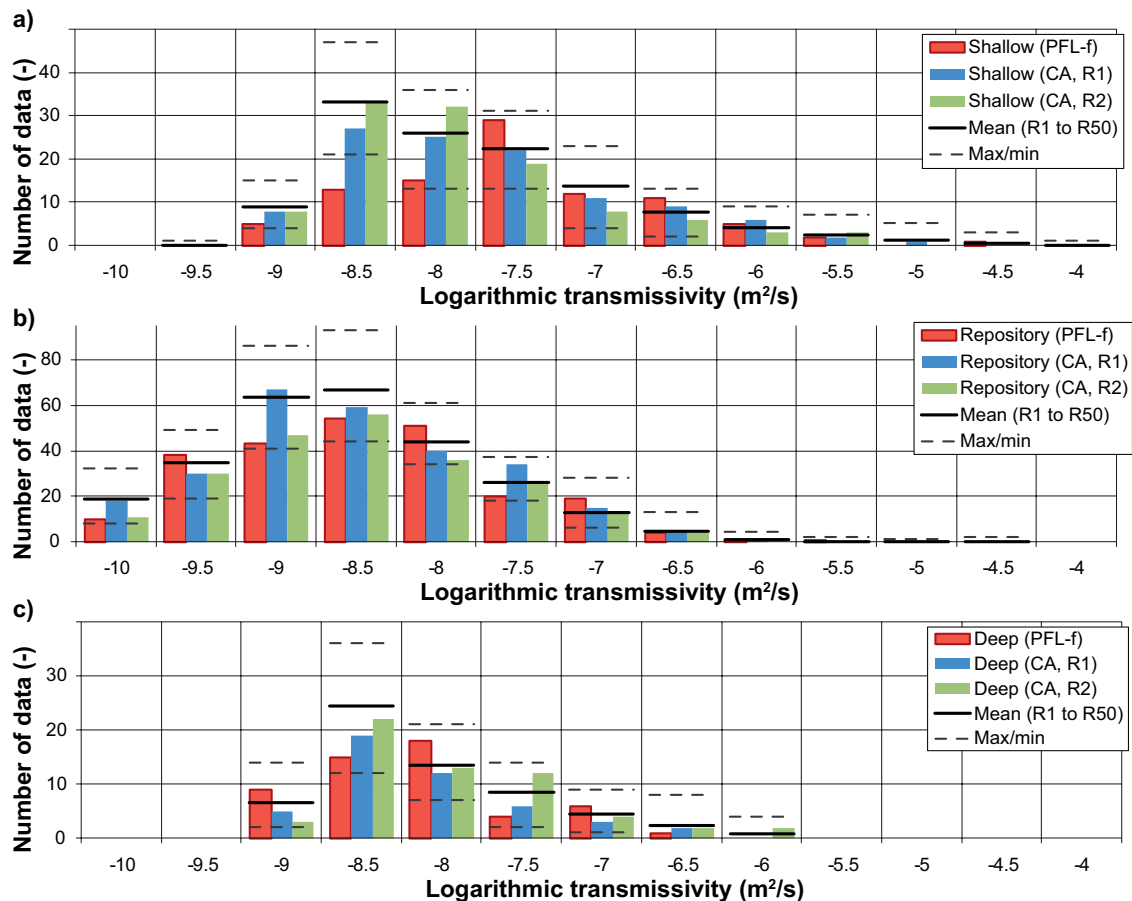 a)
Number of data (-)
40
30
20
10
0
Shallow (PFL-f)
Shallow (CA, R1)
Shallow (CA, R2)
Mean (R1 to R50)
Max/min
-10 -9.5 -9 -8.5 -8 -7.5 -7 -6.5 -6 -5.5 -5 -4.5 -4
Logarithmic transmissivity (m²/s)
b)
Number of data (-)
80
60
40
20
0
Repository (PFL-f)
Repository (CA, R1)
Repository (CA, R2)
Mean (R1 to R50)
Max/min
-10 -9.5 -9 -8.5 -8 -7.5 -7 -6.5 -6 -5.5 -5 -4.5 -4
Logarithmic transmissivity (m²/s)
c)
Number of data (-)
30
20
10
0
Deep (PFL-f)
Deep (CA, R1)
Deep (CA, R2)
Mean (R1 to R50)
Max/min
-10 -9.5 -9 -8.5 -8 -7.5 -7 -6.5 -6 -5.5 -5 -4.5 -4
Logarithmic transmissivity (m²/s)